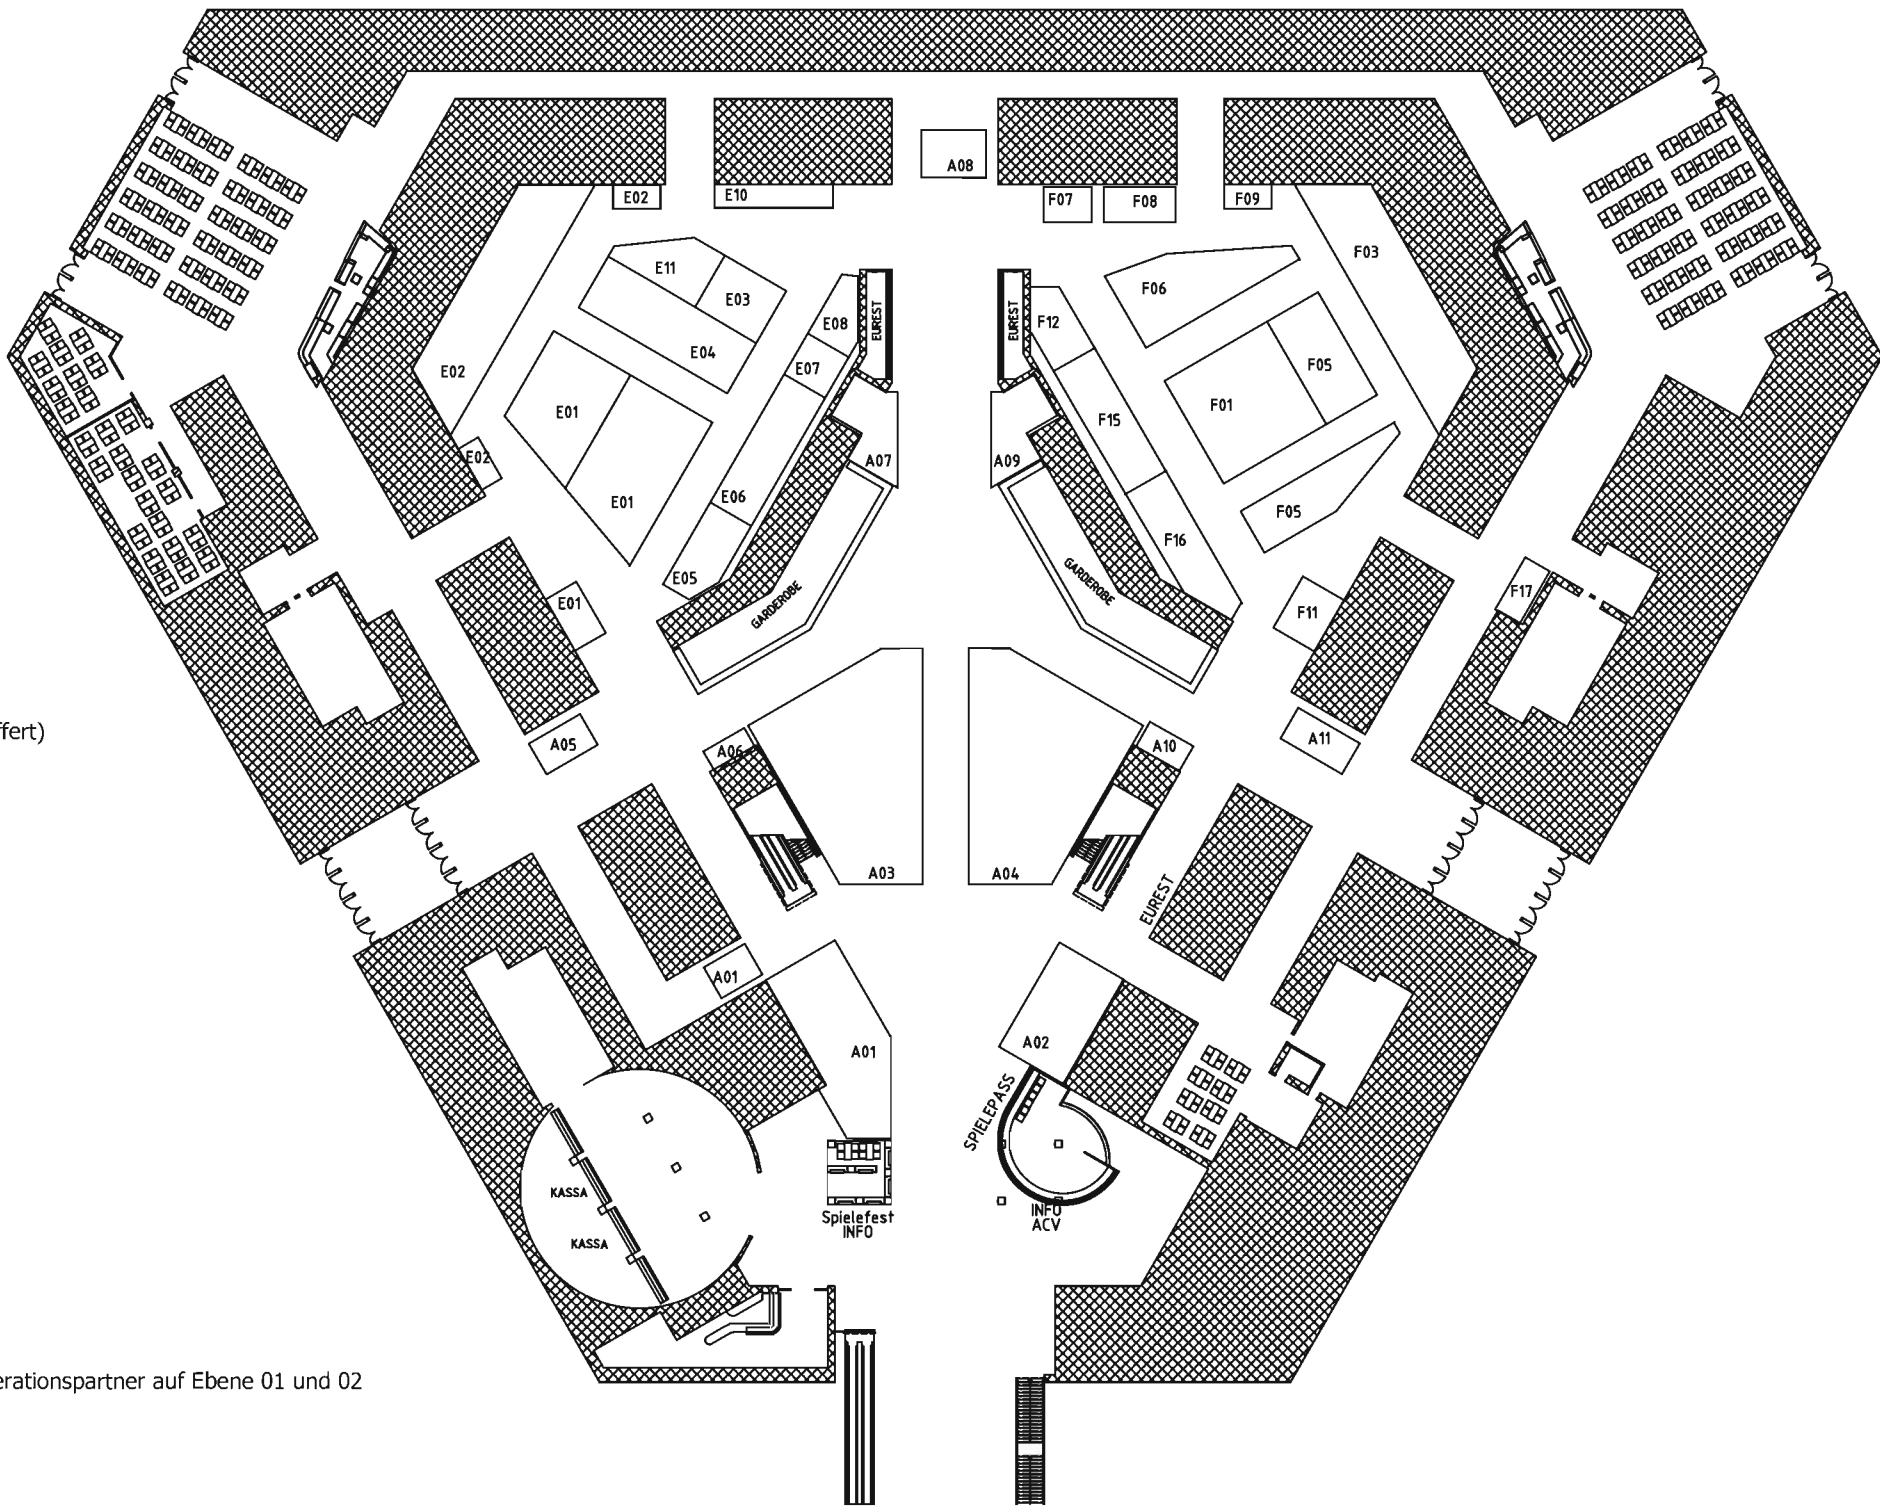 A08
E02
E10
F07
F08
F09
E11
E03
E04
E08
EUREST
E07
E02
E01
E01
E02
E06
E05
E01
A07
GARDEROBE
EUREST
F12
F06
F03
F05
F01
F15
A09
F16
F05
GARDEROBE
F11
F17
ffert)
A05
A06
A03
A04
A10
A11
EUREST
A01
A01
A02
SPIELEPASS
KASSA
KASSA
Spielefest
INFO
INFO
ACV
erationspartner auf Ebene 01 und 02